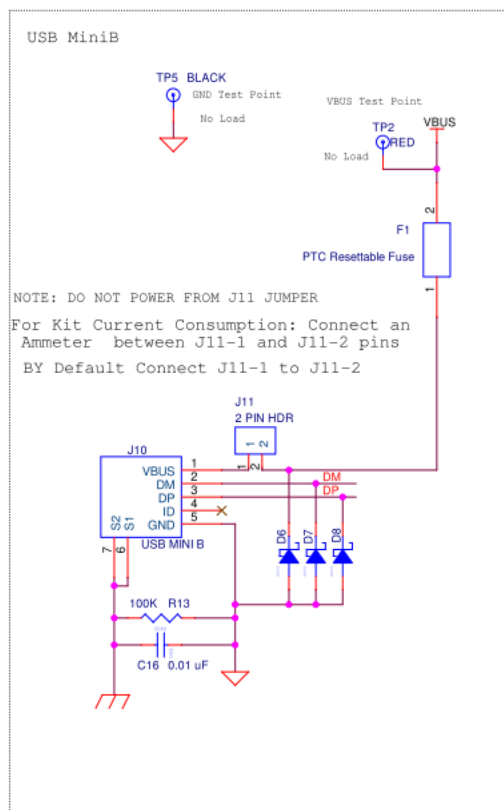 USB MiniB
TP5 BLACK
GND Test Point
No Load
VBUS Test Point
VBUS
TP2
RED
No Load
2
F1
PTC Resettable Fuse
1
NOTE: DO NOT POWER FROM J11 JUMPER
For Kit Current Consumption: Connect an
Ammeter between J11-1 and J11-2 pins
BY Default Connect J11-1 to J11-2
J11
2 PIN HDR
1 2
1 2
J10
VBUS 1
DM 2
DP 3
ID 4
GND 5
S2 S1
7 6
USB MINI B
DM
DP
D6 D7 D8
100K R13
C16 0.01 uF